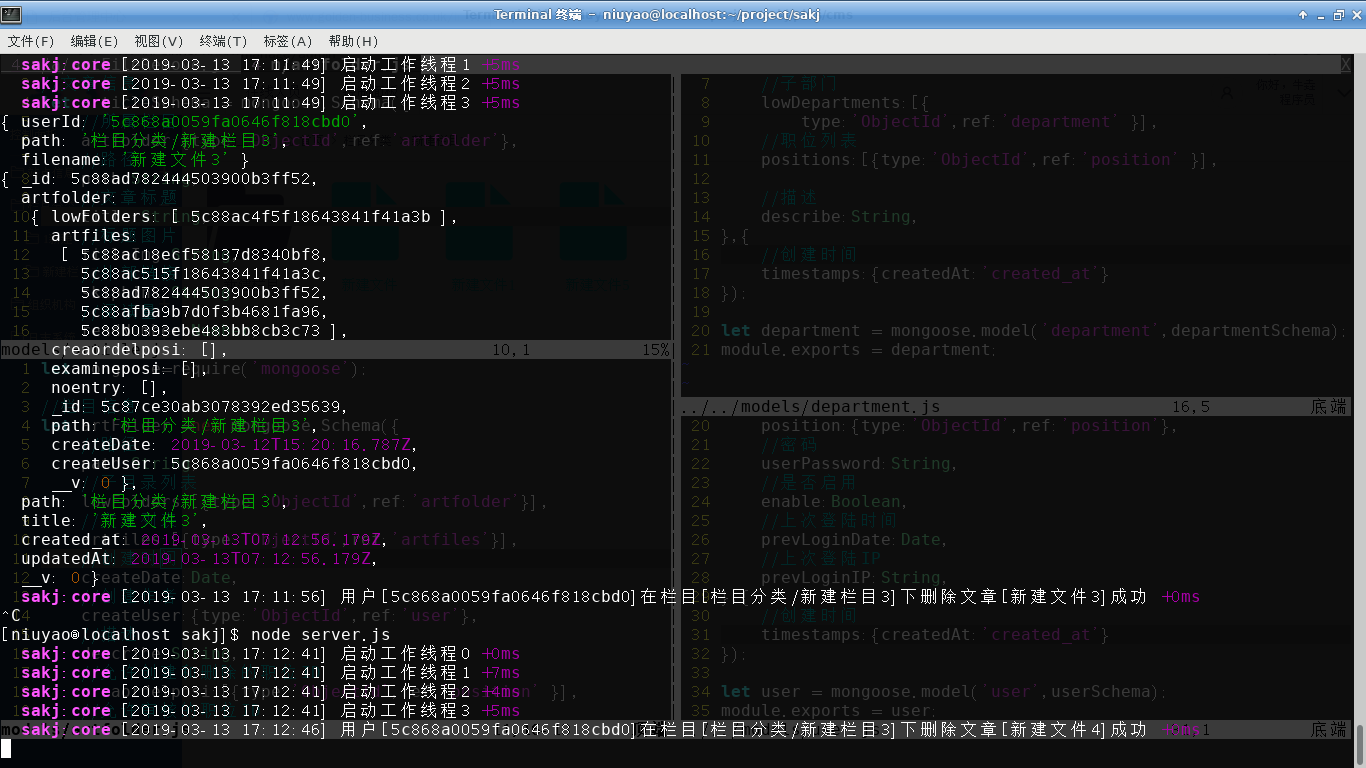 Terminal 终端 - niuyao@localhost:~/project/sakj
文件(F) 编辑(E) 视图(V) 终端(T) 标签(A) 帮助(H)
sakj:core [2019-03-13 17:11:49] 启动工作线程1 +5ms
sakj:core [2019-03-13 17:11:49] 启动工作线程2 +5ms
sakj:core [2019-03-13 17:11:49] 启动工作线程3 +5ms
{ userId: '5c868a0059fa0646f818cbd0',
path: '栏目分类/新建栏目3',
filename: '新建文件3' }
{ _id: 5c88ad782444503900b3ff52,
artfolder:
{ lowFolders: [ 5c88ac4f5f18643841f41a3b ],
artfiles:
[ 5c88ac18ecf58137d8340bf8,
5c88ac515f18643841f41a3c,
5c88ad782444503900b3ff52,
5c88afba9b7d0f3b4681fa96,
5c88b0393ebe483bb8cb3c73 ],
creaordelposi: [],
examineposi: [],
noentry: [],
_id: 5c87ce30ab3078392ed35639,
path: '栏目分类/新建栏目3',
createDate: 2019-03-12T15:20:16.787Z,
createUser: 5c868a0059fa0646f818cbd0,
__v: 0 },
path: '栏目分类/新建栏目3',
title: '新建文件3',
created_at: 2019-03-13T07:12:56.179Z,
updatedAt: 2019-03-13T07:12:56.179Z,
__v: 0 }
sakj:core [2019-03-13 17:11:56] 用户[5c868a0059fa0646f818cbd0]在栏目[栏目分类/新建栏目3]下删除文章[新建文件3]成功 +0ms
^C
[niuyao@localhost sakj]$ node server.js
sakj:core [2019-03-13 17:12:41] 启动工作线程0 +0ms
sakj:core [2019-03-13 17:12:41] 启动工作线程1 +7ms
sakj:core [2019-03-13 17:12:41] 启动工作线程2 +4ms
sakj:core [2019-03-13 17:12:41] 启动工作线程3 +5ms
sakj:core [2019-03-13 17:12:46] 用户[5c868a0059fa0646f818cbd0]在栏目[栏目分类/新建栏目3]下删除文章[新建文件4]成功
7 //子部门
8 lowDepartments:[{
9 type:'ObjectId',ref:'department' }],
10 //职位列表
11 positions:[{type:'ObjectId',ref:'position' }],
12
13 //描述
14 describe:String,
15 },{
16 //创建时间
17 timestamps:{createdAt:'created_at'}
18 });
19
20 let department = mongoose.model('department',departmentSchema);
21 module.exports = department;
../../models/department.js 16,5 底端
20 position:{type:'ObjectId',ref:'position'},
21 //密码
22 userPassword:String,
23 //是否启用
24 enable:Boolean,
25 //上次登陆时间
26 prevLoginDate:Date,
27 //上次登陆IP
28 prevLoginIP:String,
30 //创建时间
31 timestamps:{createdAt:'created_at'}
32 });
33
34 let user = mongoose.model('user',userSchema);
35 module.exports = user;
底端
10,1 15%